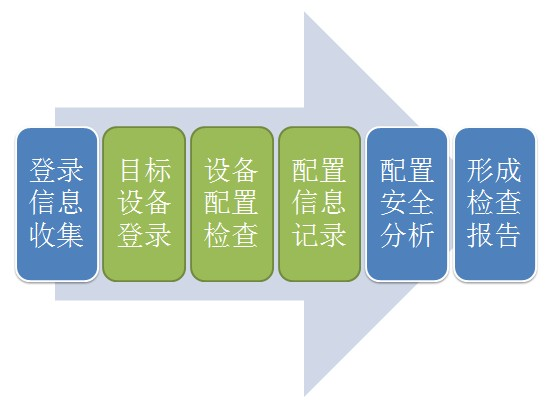 登录
信息
收集
目标
设备
登录
设备
配置
检查
配置
信息
记录
配置
安全
分析
形成
检查
报告